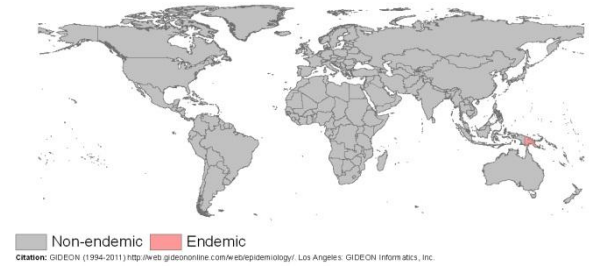 Non-endemic Endemic
Citation: GIDEON (1994-2011) http://web.gideononline.com/web/epidemiology/. Los Angeles: GIDEON Informatics, Inc.